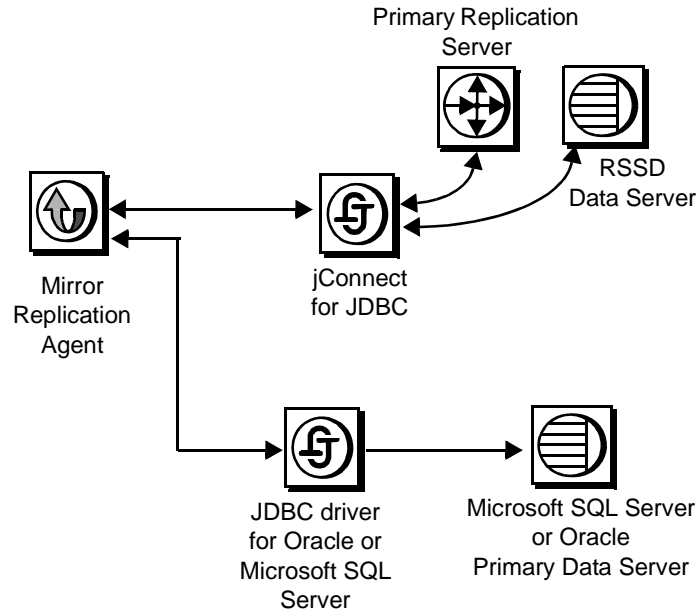 Primary Replication
Server
RSSD
Data Server
jConnect
for JDBC
Mirror
Replication
Agent
JDBC driver
for Oracle or
Microsoft SQL
Server
Microsoft SQL Server
or Oracle
Primary Data Server